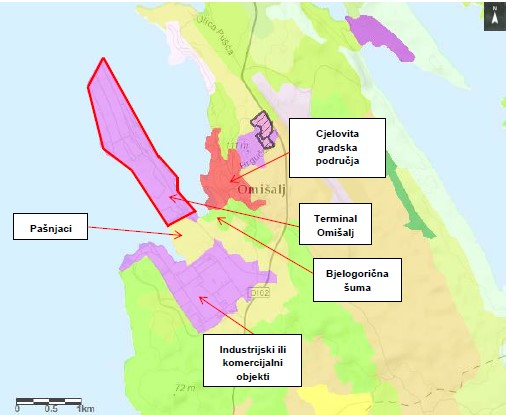 N
Ulica Pušća
Cjelovita
gradska
područja
Omišalj
Terminal
Omišalj
Pašnjaci
Bjelogorična
šuma
D102
Industrijski ili
komercijalni
objekti
72 m
0 0.5 1km